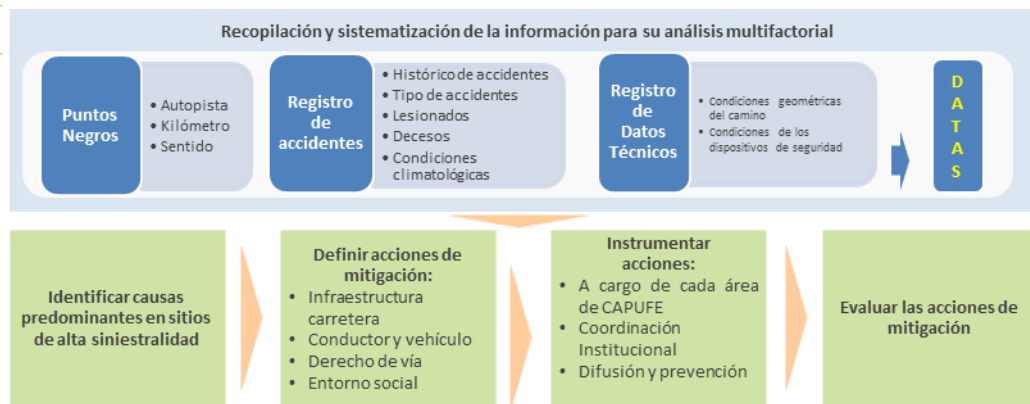 Recopilación y sistematización de la información para su análisis multifactorial
Puntos
Negros
• Autopista
• Kilómetro
• Sentido
Registro
de
accidentes
• Histórico de accidentes
• Tipo de accidentes
• Lesionados
• Decesos
• Condiciones
climatológicas
Registro
de
Datos
Técnicos
• Condiciones geométricas
del camino
• Condiciones de los
dispositivos de seguridad
D
A
T
A
S
Identificar causas
predominantes en sitios
de alta siniestralidad
Definir acciones de
mitigación:
• Infraestructura
carretera
• Conductor y vehículo
• Derecho de vía
• Entorno social
Instrumentar
acciones:
• A cargo de cada área
de CAPUFE
• Coordinación
Institucional
• Difusión y prevención
Evaluar las acciones de
mitigación